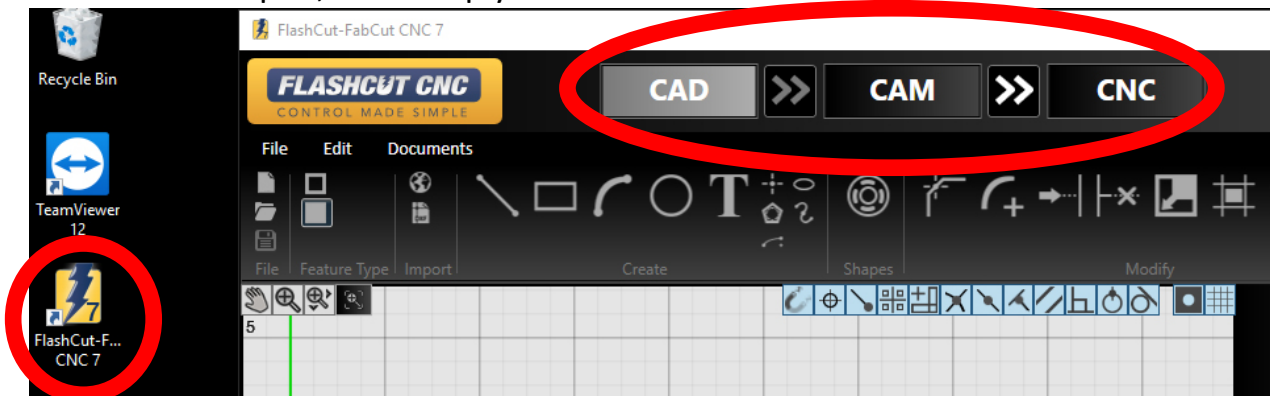 Recycle Bin
TeamViewer
12
FlashCut-F...
CNC 7
FlashCut-FabCut CNC 7
FLASHCUT CNC
CONTROL MADE SIMPLE
CAD
CAM
CNC
File Edit Documents
File Feature Type Import Create Shapes Modify
5